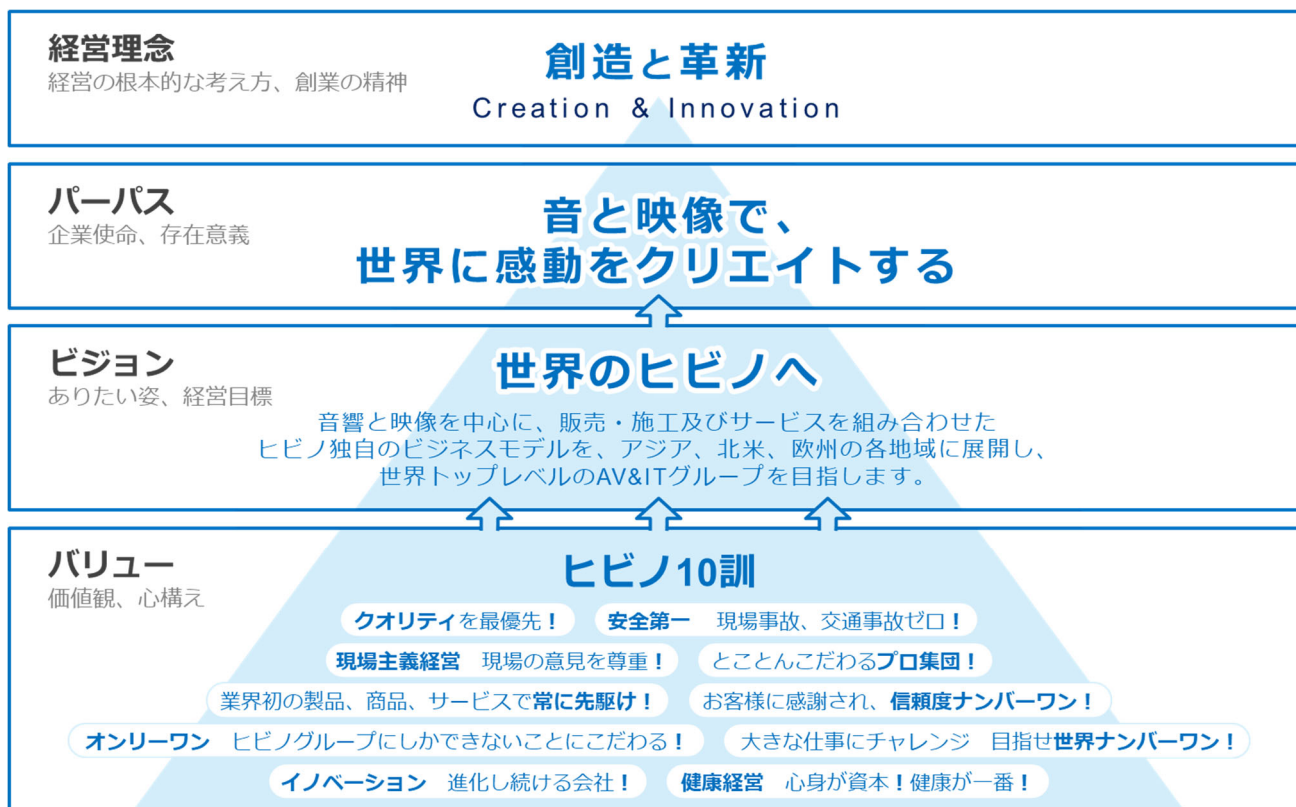 経営理念
経営の根本的な考え方、創業の精神
創造と革新
Creation & Innovation
パーパス
企業使命、存在意義
音と映像で、
世界に感動をクリエイトする
ビジョン
ありたい姿、経営目標
世界のヒビノへ
音響と映像を中心に、販売・施工及びサービスを組み合わせた
ヒビノ独自のビジネスモデルを、アジア、北米、欧州の各地域に展開し、
世界トップレベルのAV&ITグループを目指します。
バリュー
価値観、心構え
ヒビノ10訓
クオリティを最優先！
安全第一　現場事故、交通事故ゼロ！
現場主義経営　現場の意見を尊重！
とことんこだわるプロ集団！
業界初の製品、商品、サービスで常に先駆け！
お客様に感謝され、信頼度ナンバーワン！
オンリーワン　ヒビノグループにしかできないことにこだわる！
大きな仕事にチャレンジ　目指せ世界ナンバーワン！
イノベーション　進化し続ける会社！
健康経営　心身が資本！健康が一番！